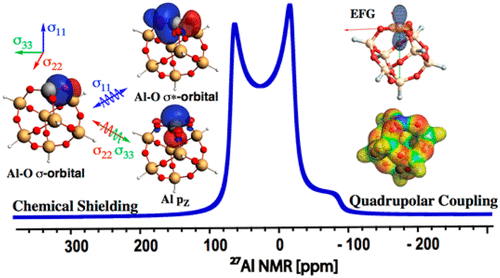 σ11
σ33
σ22
Al-O σ-orbital
Al-O σ*-orbital
σ11
σ22 σ33
Al pZ
EFG
Chemical Shielding
Quadrupolar Coupling
300 200 100 0 -100 -200
27Al NMR [ppm]